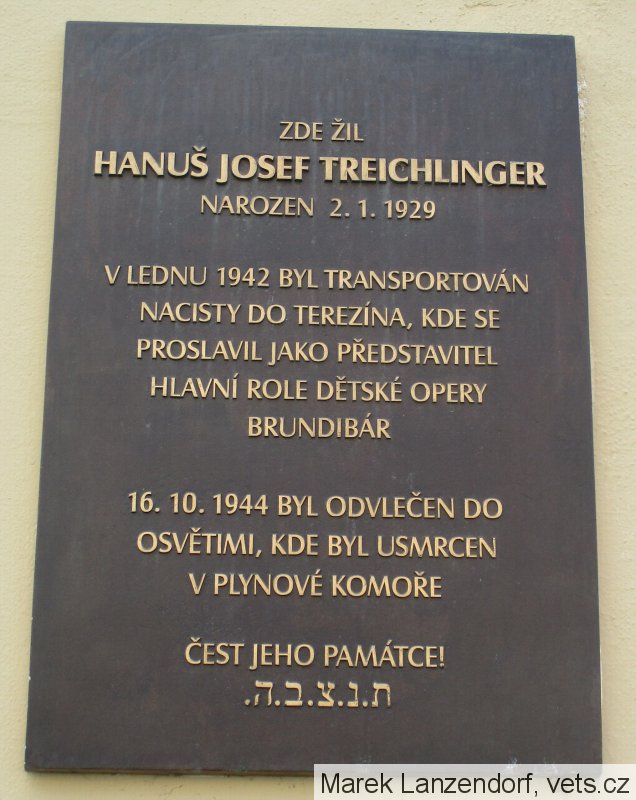 ZDE ŽIL
HANUŠ JOSEF TREICHLINGER
NAROZEN 2. 1. 1929
V LEDNU 1942 BYL TRANSPORTOVÁN
NACISTY DO TEREZÍNA, KDE SE
PROSLAVIL JAKO PŘEDSTAVITEL
HLAVNÍ ROLE DĚTSKÉ OPERY
BRUNDIBÁR
16. 10. 1944 BYL ODVLEČEN DO
OSVĚTIMI, KDE BYL USMRCEN
V PLYNOVÉ KOMOŘE
ČEST JEHO PAMÁTCE!
ת.נ.צ.ב.ה.
Marek Lanzendorf, vets.cz